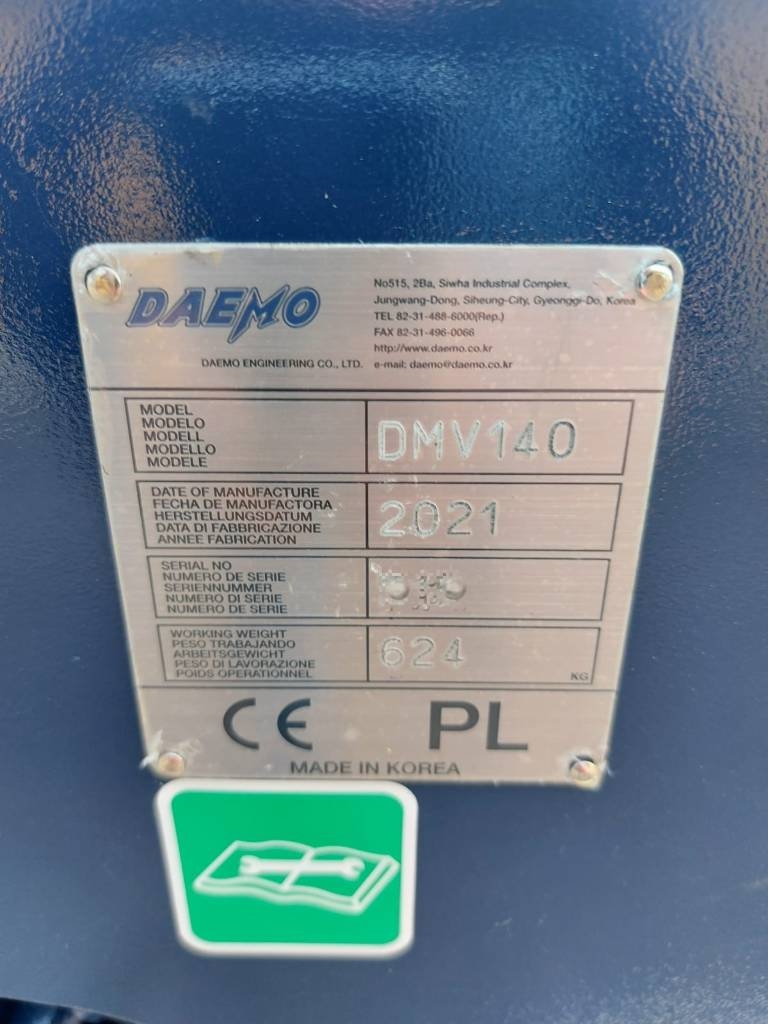 DAEMO
DAEMO ENGINEERING CO., LTD.
No515, 2Ba, Siwha Industrial Complex,
Jungwang-Dong, Siheung-City, Gyeonggi-Do, Korea
TEL 82-31-488-6000(Rep.)
FAX 82-31-496-0066
http://www.daemo.co.kr
e-mail: daemo@daemo.co.kr
MODEL
MODELO
MODELL
MODELLO
MODELE
DMV140
DATE OF MANUFACTURE
FECHA DE MANUFACTORA
HERSTELLUNGSDATUM
DATA DI FABBRICAZIONE
ANNEE FABRICATION
2021
SERIAL NO
NUMERO DE SERIE
SERIENNUMMER
NUMERO DI SERIE
NUMERO DE SERIE
WORKING WEIGHT
PESO TRABAJANDO
ARBEITSGEWICHT
PESO DI LAVORAZIONE
POIDS OPERATIONNEL
624
KG
CE PL
MADE IN KOREA